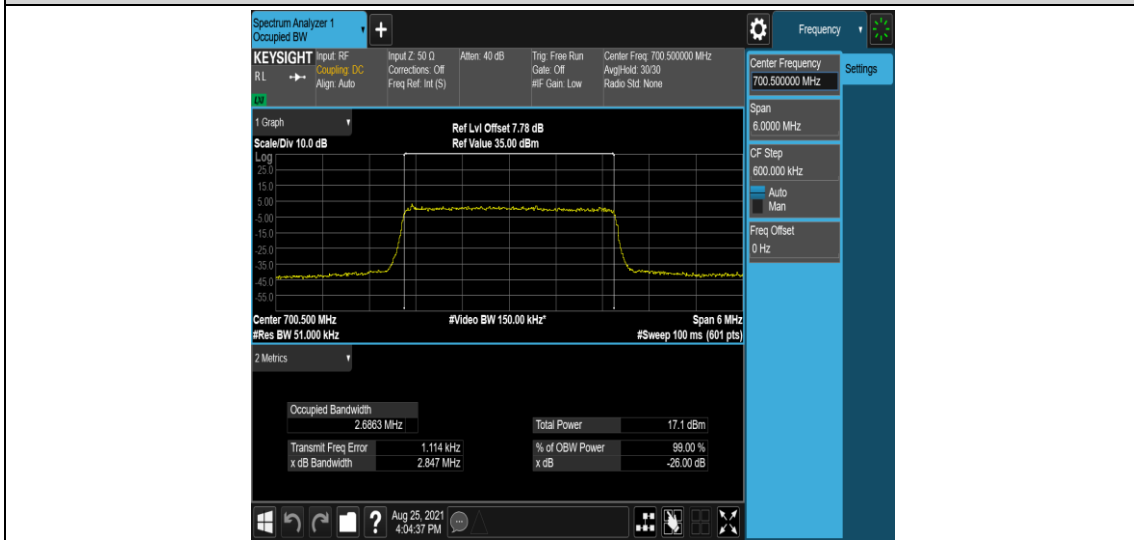 Spectrum Analyzer 1
Occupied BW
Frequency
KEYSIGHT
RL
LXI
Input: RF
Coupling: DC
Align: Auto
Input Z: 50 Ω
Corrections: Off
Freq Ref: Int (S)
Atten: 40 dB
Trig: Free Run
Gate: Off
#IF Gain: Low
Center Freq: 700.500000 MHz
Avg|Hold: 30/30
Radio Std: None
Center Frequency
700.500000 MHz
Settings
Span
6.0000 MHz
CF Step
600.000 kHz
Auto
Man
Freq Offset
0 Hz
1 Graph
Scale/Div 10.0 dB
Ref Lvl Offset 7.78 dB
Ref Value 35.00 dBm
Log
25.0
15.0
5.00
-5.00
-15.0
-25.0
-35.0
-45.0
-55.0
Center 700.500 MHz
#Video BW 150.00 kHz*
Span 6 MHz
#Res BW 51.000 kHz
#Sweep 100 ms (601 pts)
2 Metrics
Occupied Bandwidth
2.6863 MHz
Total Power 17.1 dBm
Transmit Freq Error 1.114 kHz
% of OBW Power 99.00 %
x dB Bandwidth 2.847 MHz
x dB -26.00 dB
?
Aug 25, 2021
4:04:37 PM